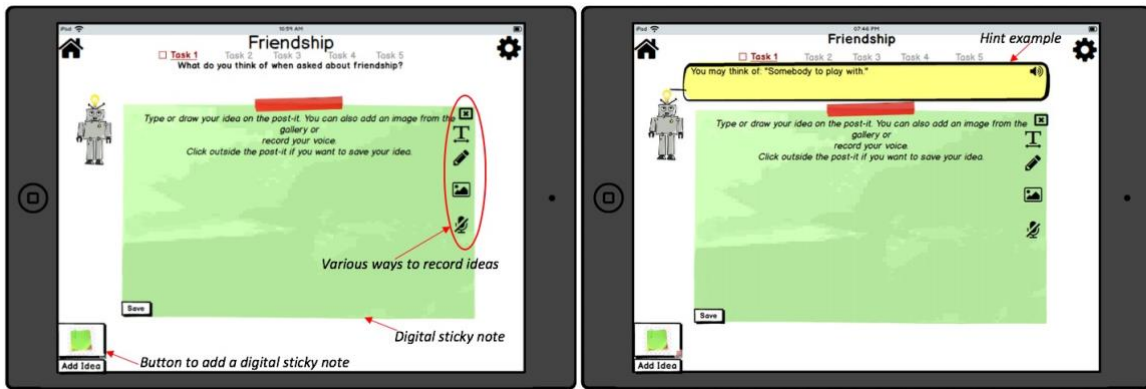 iPad
10:59 AM
Friendship
Task 1 Task 2 Task 3 Task 4 Task 5
What do you think of when asked about friendship?
Type or draw your idea on the post-it. You can also add an image from the
gallery or
record your voice.
Click outside the post-it if you want to save your idea.
Various ways to record ideas
Save
Digital sticky note
Button to add a digital sticky note
Add Idea
iPad
07:46 PM
Friendship
Hint example
Task 1 Task 2 Task 3 Task 4 Task 5
You may think of: "Somebody to play with."
Type or draw your idea on the post-it. You can also add an image from the
gallery or
record your voice.
Click outside the post-it if you want to save your idea.
Save
Add Idea